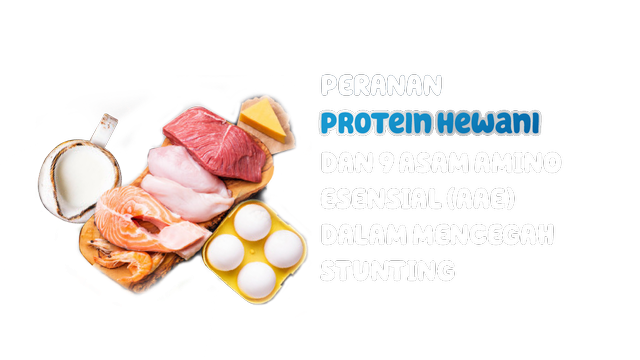 PERANAN
PROTEIN HEWANI
DAN 9 ASAM AMINO
ESENSIAL (AAE)
DALAM MENCEGAH
STUNTING